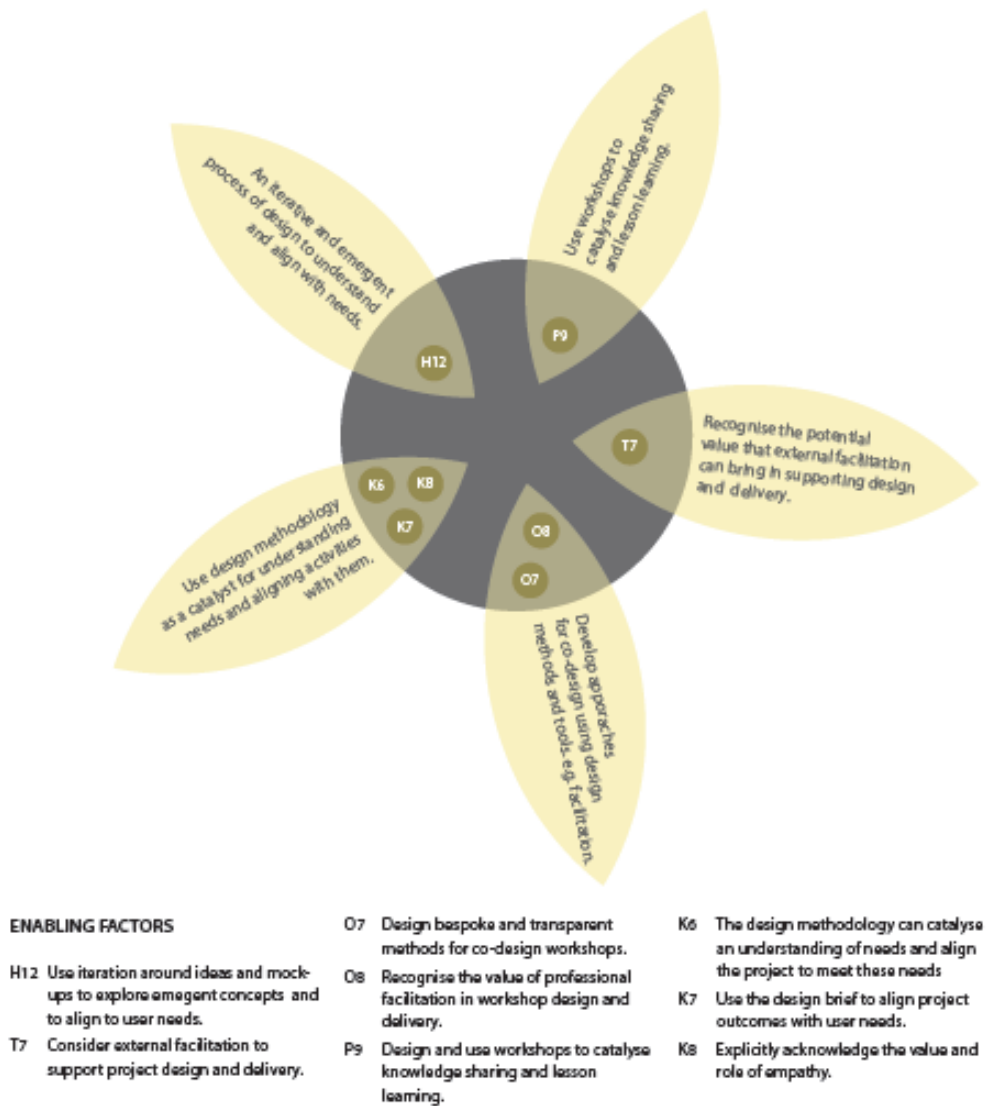 Use workshops to
catalyse knowledge sharing
and lesson learning.
An iterative and emergent
process of design to understand
and align with needs.
P9
H12
Recognise the potential
value that external facilitation
can bring in supporting design
and delivery.
T7
K6
K8
K7
Use design methodology
as a catalyst for understanding
needs and aligning activities
with them.
O8
O7
Develop apporaches
for co-design using design
methods and tools- e.g. facilitation.
ENABLING FACTORS
H12 Use iteration around ideas and mock-
ups to explore emegent concepts and
to align to user needs.
T7 Consider external facilitation to
support project design and delivery.
O7 Design bespoke and transparent
methods for co-design workshops.
O8 Recognise the value of professional
facilitation in workshop design and
delivery.
P9 Design and use workshops to catalyse
knowledge sharing and lesson
learning.
K6 The design methodology can catalyse
an understanding of needs and align
the project to meet these needs
K7 Use the design brief to align project
outcomes with user needs.
K8 Explicitly acknowledge the value and
role of empathy.